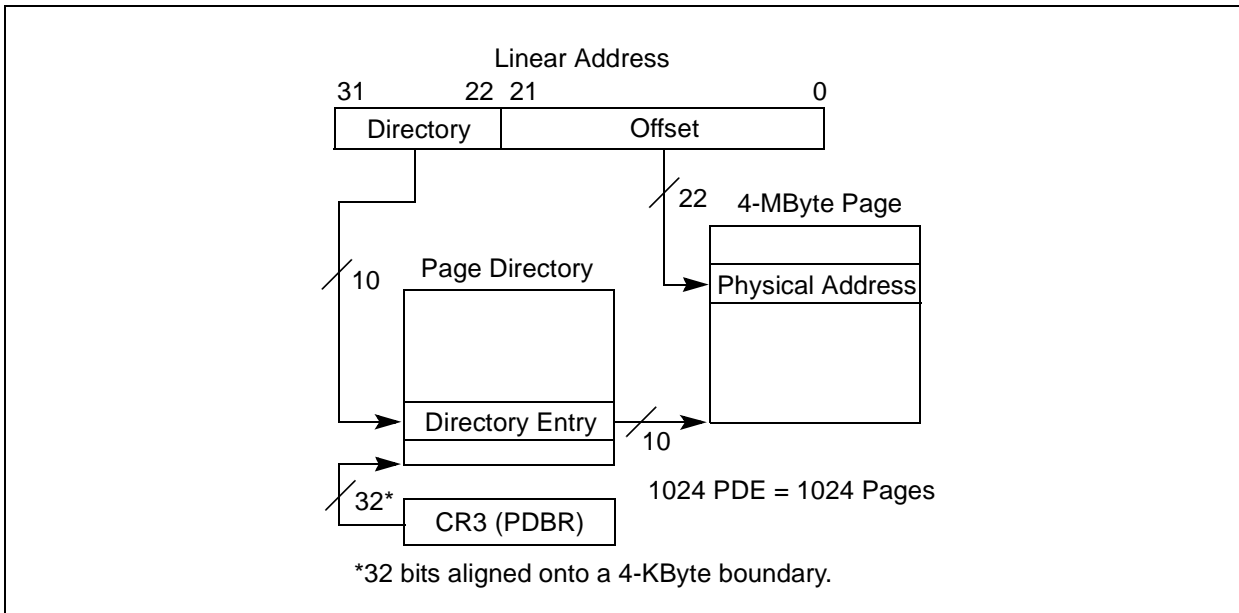 Linear Address
31 22 21 0
Directory Offset
22
4-MByte Page
10
Page Directory
Physical Address
Directory Entry
10
32*
1024 PDE = 1024 Pages
CR3 (PDBR)
*32 bits aligned onto a 4-KByte boundary.